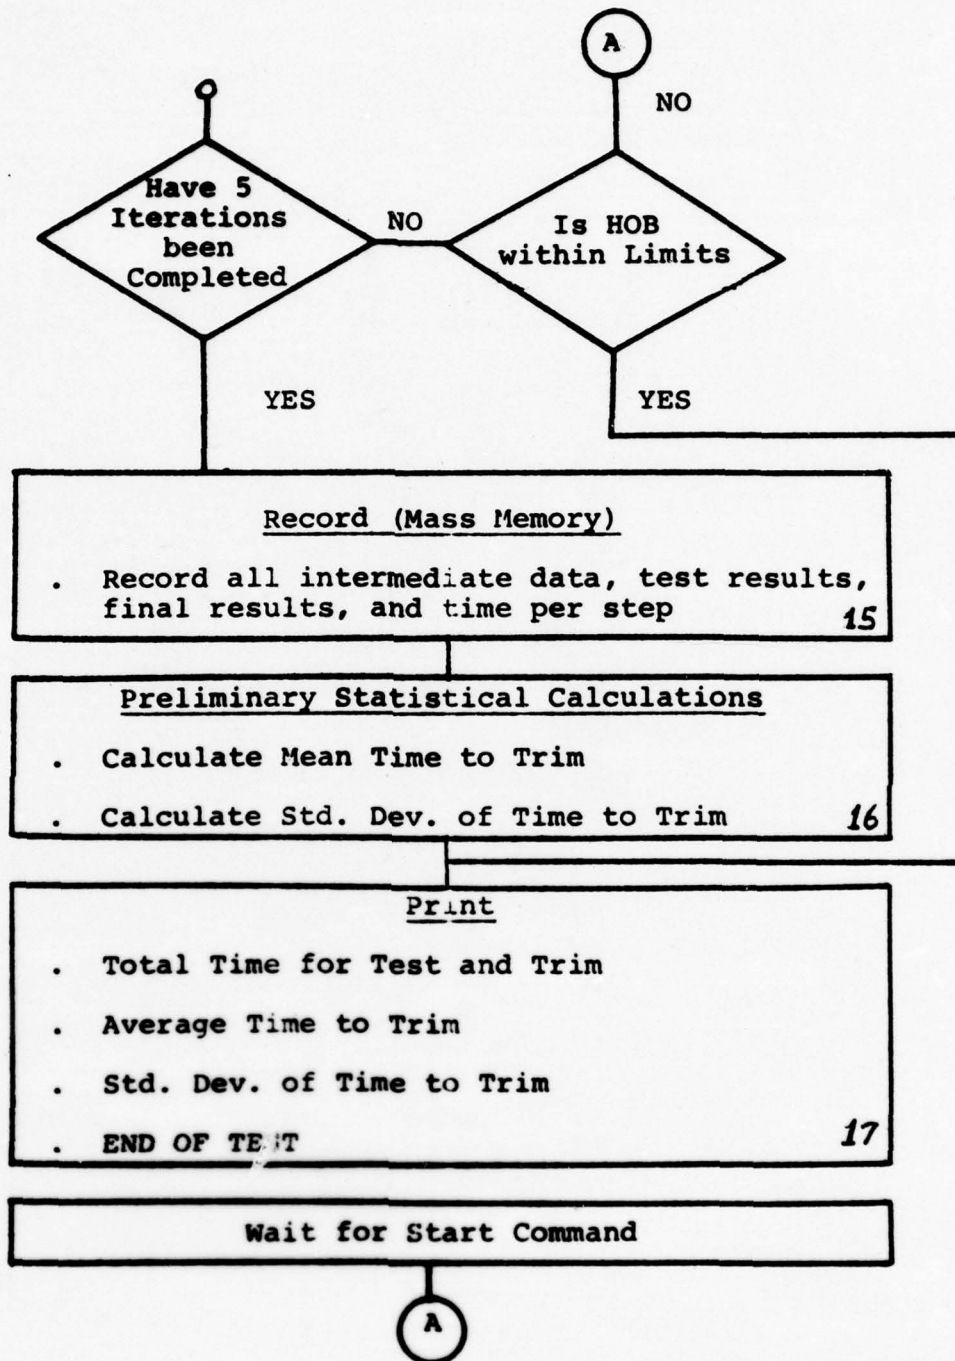 A
NO
Have 5
Iterations
been
Completed
NO
Is HOB
within Limits
YES
YES
Record (Mass Memory)
. Record all intermediate data, test results,
final results, and time per step
15
Preliminary Statistical Calculations
. Calculate Mean Time to Trim
. Calculate Std. Dev. of Time to Trim
16
Print
. Total Time for Test and Trim
. Average Time to Trim
. Std. Dev. of Time to Trim
. END OF TEST
17
Wait for Start Command
A